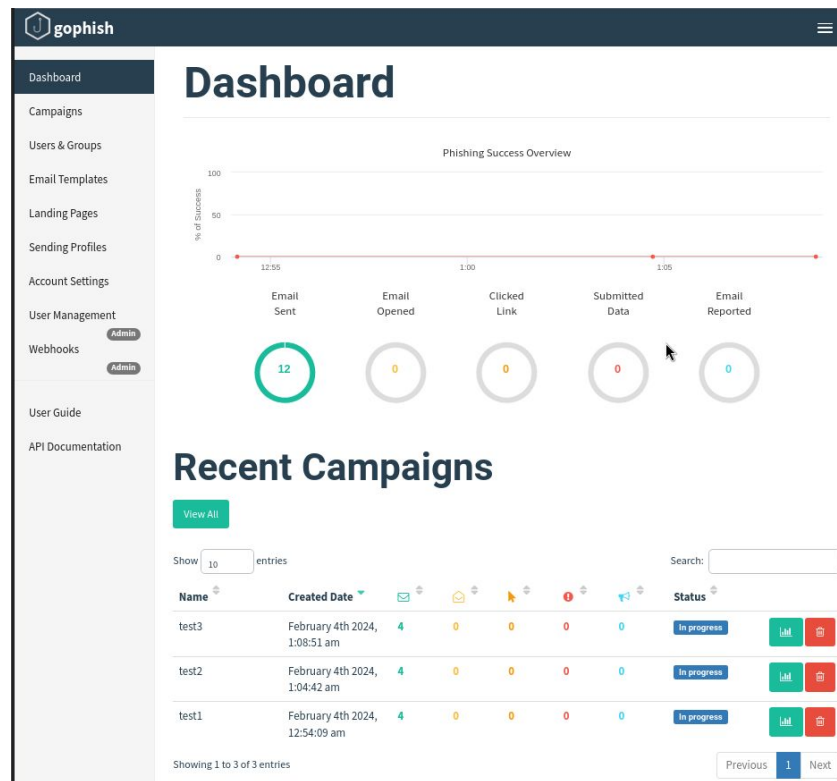 gophish
Dashboard
Campaigns
Users & Groups
Email Templates
Landing Pages
Sending Profiles
Account Settings
User Management
Admin
Webhooks
Admin
User Guide
API Documentation
Dashboard
Phishing Success Overview
% of Success
100
50
0
12:55 1:00 1:05
Email Email Clicked Submitted Email
Sent Opened Link Data Reported
12 0 0 0 0
Recent Campaigns
View All
Show 10 entries Search:
Name Created Date Status
test3 February 4th 2024, 4 0 0 0 0 In progress
1:08:51 am
test2 February 4th 2024, 4 0 0 0 0 In progress
1:04:42 am
test1 February 4th 2024, 4 0 0 0 0 In progress
12:54:09 am
Showing 1 to 3 of 3 entries Previous 1 Next